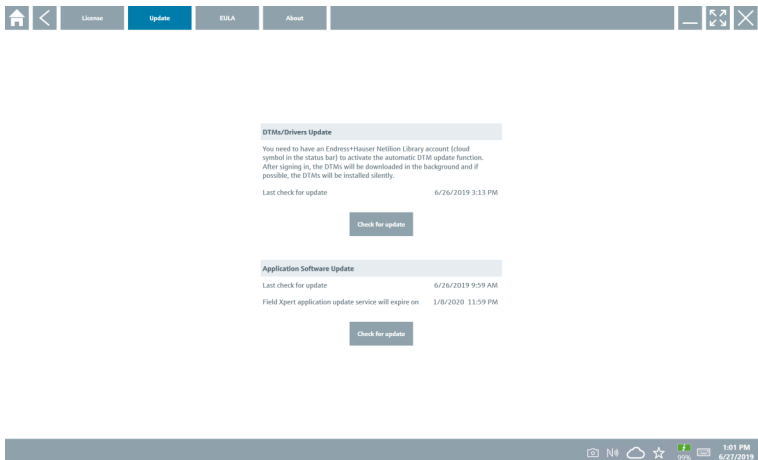 License Update EULA About
DTMs/Drivers Update
You need to have an Endress+Hauser Netilion Library account (cloud
symbol in the status bar) to activate the automatic DTM update function.
After signing in, the DTMs will be downloaded in the background and if
possible, the DTMs will be installed silently.
Last check for update 6/26/2019 3:13 PM
Check for update
Application Software Update
Last check for update 6/26/2019 9:59 AM
Field Xpert application update service will expire on 1/8/2020 11:59 PM
Check for update
99% 1:01 PM
6/27/2019